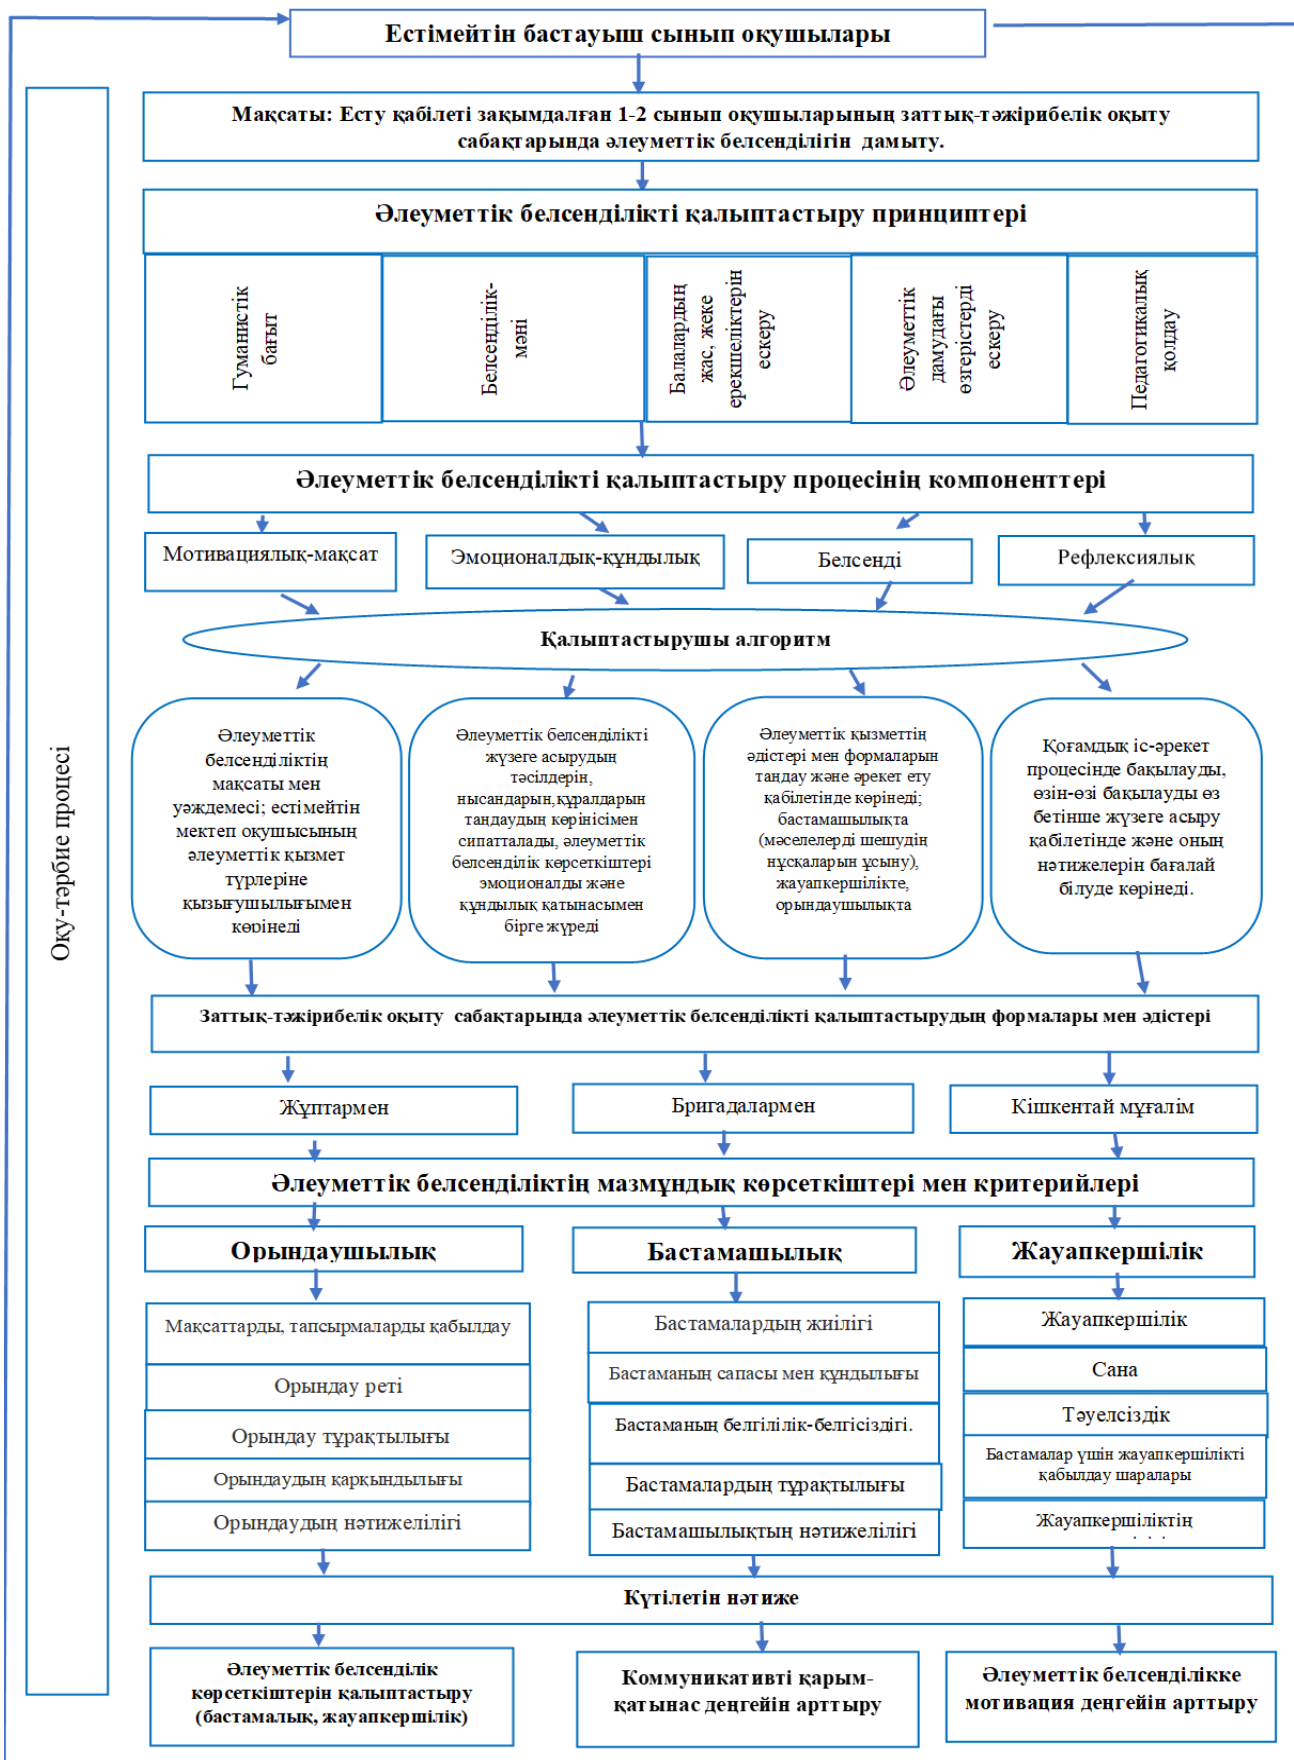 Естімейтін бастауыш сынып оқушылары
Мақсаты: Есту қабілеті зақымдалған 1-2 сынып оқушыларының заттық-тәжірибелік оқыту
сабақтарында әлеуметтік белсенділігін дамыту.
Әлеуметтік белсенділікті қалыптастыру принциптері
Гуманистік
бағыт
Белсенділік-
мәні
Балалардың
жас, жеке
ерекшеліктерін
ескеру
Әлеуметтік
дамудағы
өзгерістерді
ескеру
Педагогикалық
қолдау
Әлеуметтік белсенділікті қалыптастыру процесінің компоненттері
Мотивациялық-мақсат
Эмоционалдық-құндылық
Белсенді
Рефлексиялық
Қалыптастырушы алгоритм
Әлеуметтік
белсенділіктің
мақсаты мен
уәждемесі; естімейтін
мектеп оқушысының
әлеуметтік қызмет
түрлеріне
қызығушылығымен
көрінеді
Әлеуметтік белсенділікті
жүзеге асырудың
тәсілдерін,
нысандарын,құралдарын
таңдаудың көрінісімен
сипатталады, әлеуметтік
белсенділік көрсеткіштері
эмоционалды және
құндылық қатынасымен
бірге жүреді
Әлеуметтік қызметтің
әдістері мен формаларын
таңдау және әрекет ету
қабілетінде көрінеді;
бастамашылықта
(мәселелерді шешудің
нұсқаларын ұсыну),
жауапкершілікте,
орындаушылықта
Қоғамдық іс-әрекет
процесінде бақылауды,
өзін-өзі бақылауды өз
бетінше жүзеге асыру
қабілетінде және оның
нәтижелерін бағалай
білуде көрінеді.
Оқу-тәрбие процесі
Заттық-тәжірибелік оқыту сабақтарында әлеуметтік белсенділікті қалыптастырудың формалары мен әдістері
Жұптармен
Бригадалармен
Кішкентай мұғалім
Әлеуметтік белсенділіктің мазмұндық көрсеткіштері мен критерийлері
Орындаушылық
Бастамашылық
Жауапкершілік
Мақсаттарды, тапсырмаларды қабылдау
Орындау реті
Орындау тұрақтылығы
Орындаудың қарқындылығы
Орындаудың нәтижелілігі
Бастамалардың жиілігі
Бастаманың сапасы мен құндылығы
Бастаманың белгілілік-белгісіздігі.
Бастамалардың тұрақтылығы
Бастамашылықтың нәтижелілігі
Жауапкершілік
Сана
Тәуелсіздік
Бастамалар үшін жауапкершілікті
қабылдау шаралары
Жауапкершіліктің
Күтілетін нәтиже
Әлеуметтік белсенділік
көрсеткіштерін қалыптастыру
(бастамалық, жауапкершілік)
Коммуникативті қарым-
қатынас деңгейін арттыру
Әлеуметтік белсенділікке
мотивация деңгейін арттыру